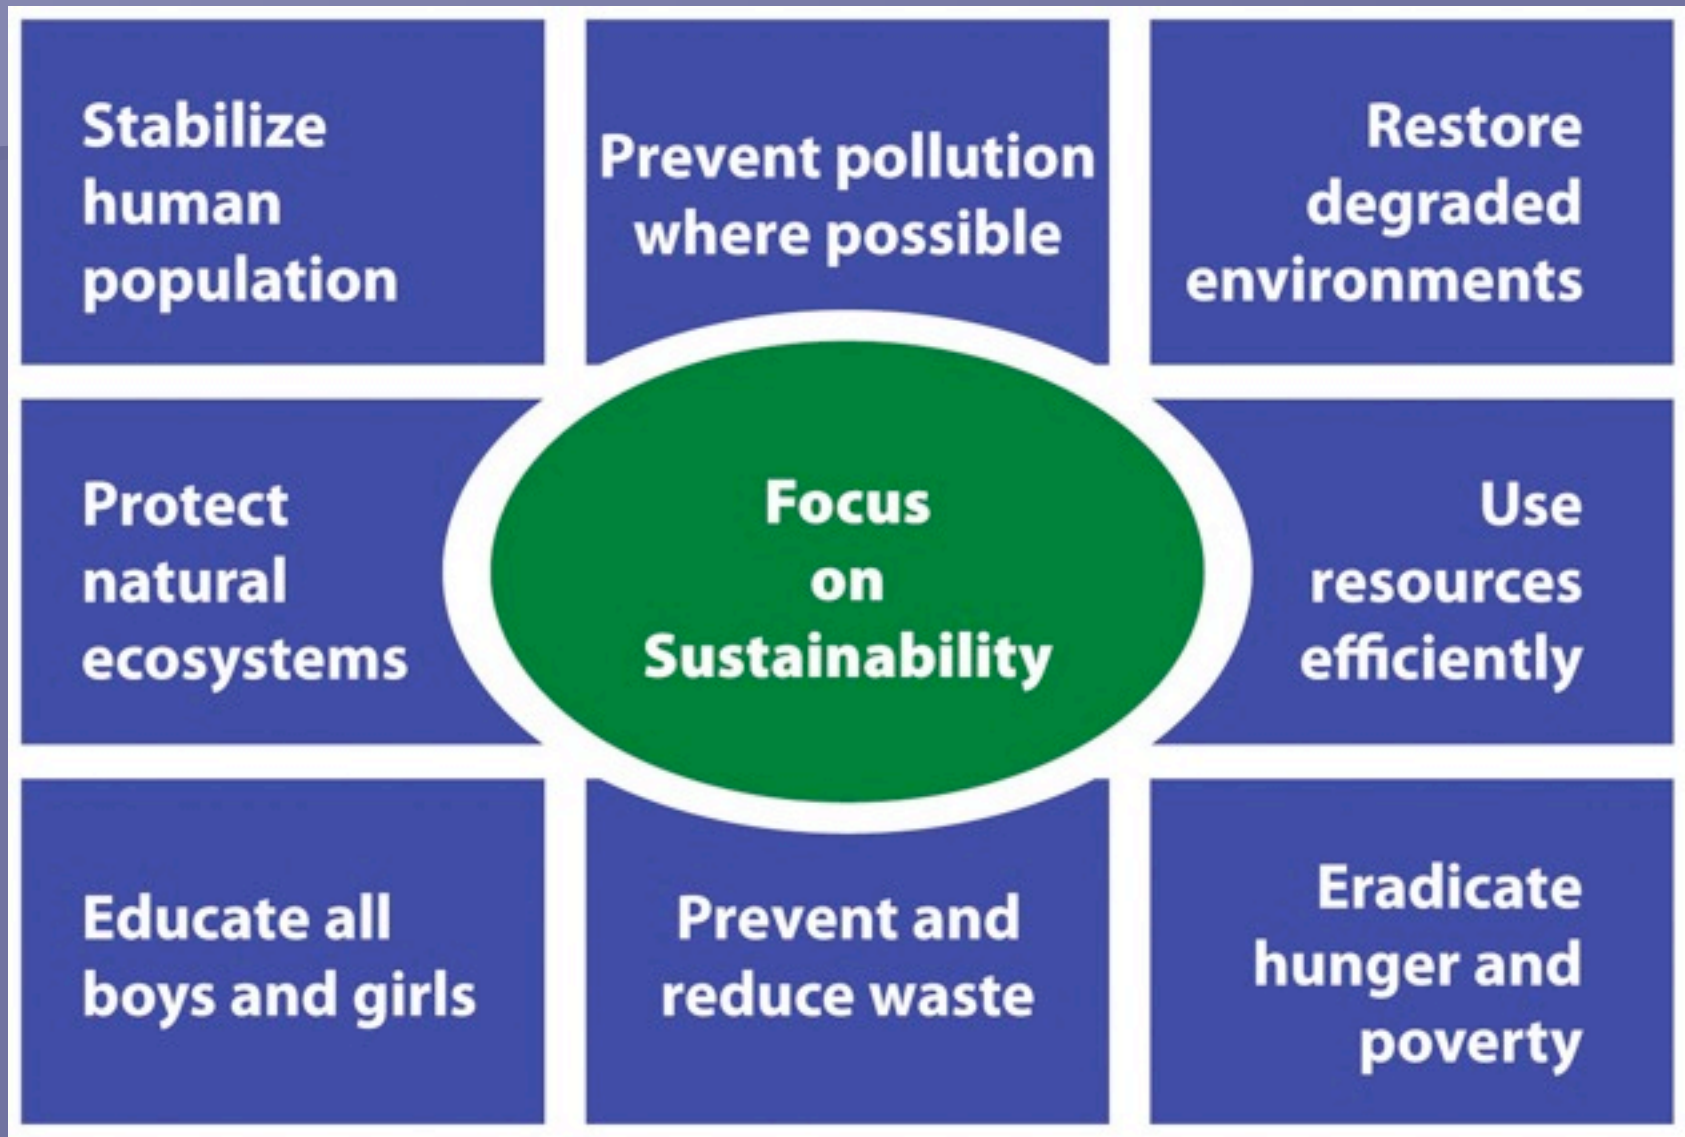 Stabilize
human
population
Prevent pollution
where possible
Restore
degraded
environments
Protect
natural
ecosystems
Focus
on
Sustainability
Use
resources
efficiently
Educate all
boys and girls
Prevent and
reduce waste
Eradicate
hunger and
poverty